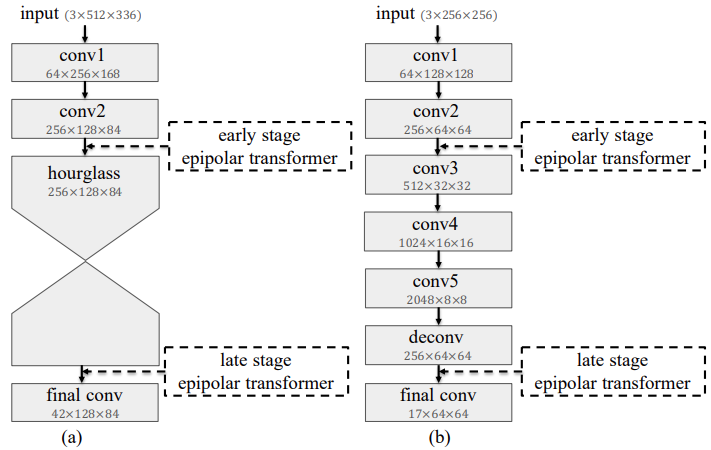 input (3×512×336)
conv1
64×256×168
conv2
256×128×84
early stage
epipolar transformer
hourglass
256×128×84
late stage
epipolar transformer
final conv
42×128×84
(a)
input (3×256×256)
conv1
64×128×128
conv2
256×64×64
early stage
epipolar transformer
conv3
512×32×32
conv4
1024×16×16
conv5
2048×8×8
deconv
256×64×64
late stage
epipolar transformer
final conv
17×64×64
(b)